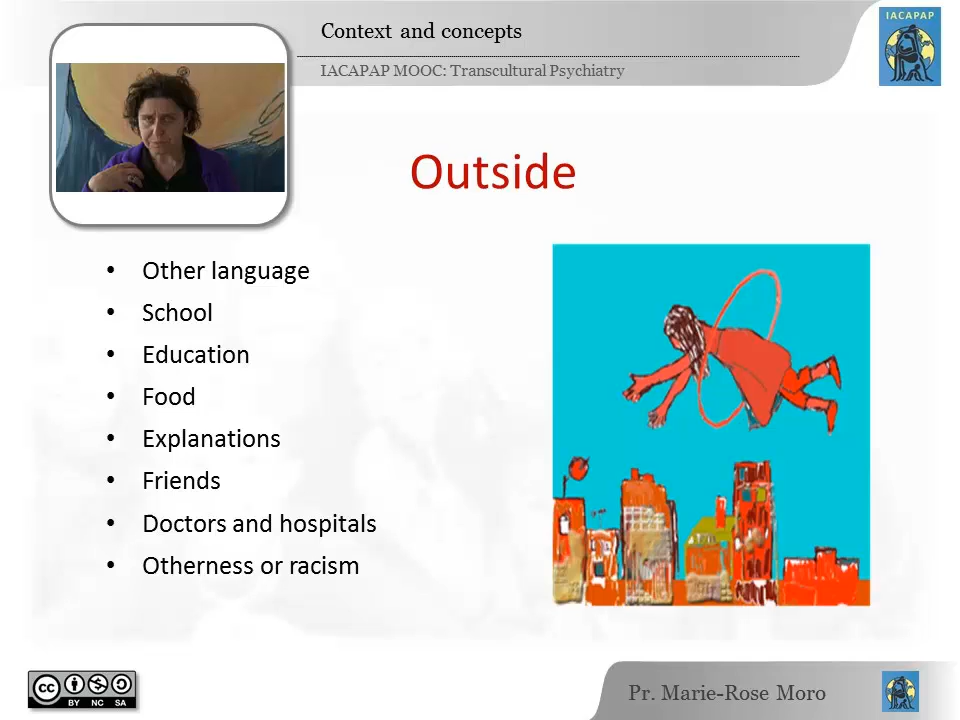 Context and concepts
IACAPAP MOOC: Transcultural Psychiatry
IACAPAP
Outside
• Other language
• School
• Education
• Food
• Explanations
• Friends
• Doctors and hospitals
• Otherness or racism
cc
BY NC SA
Pr. Marie-Rose Moro